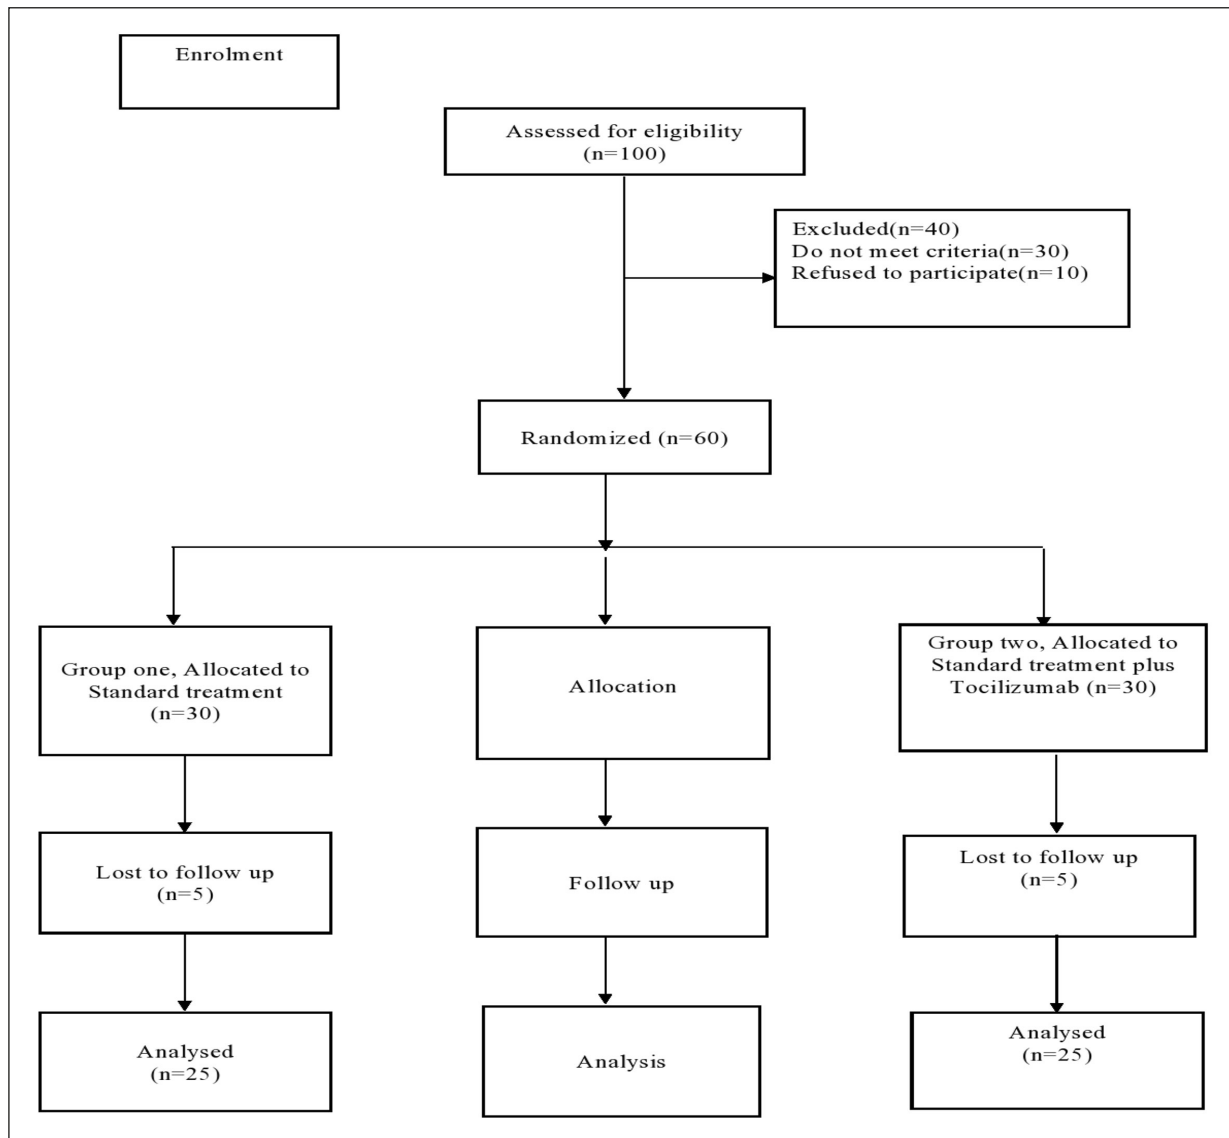 Enrolment
Assessed for eligibility
(n=100)
Excluded(n=40)
Do not meet criteria(n=30)
Refused to participate(n=10)
Randomized (n=60)
Group one, Allocated to
Standard treatment
(n=30)
Allocation
Group two, Allocated to
Standard treatment plus
Tocilizumab (n=30)
Lost to follow up
(n=5)
Follow up
Lost to follow up
(n=5)
Analysed
(n=25)
Analysis
Analysed
(n=25)